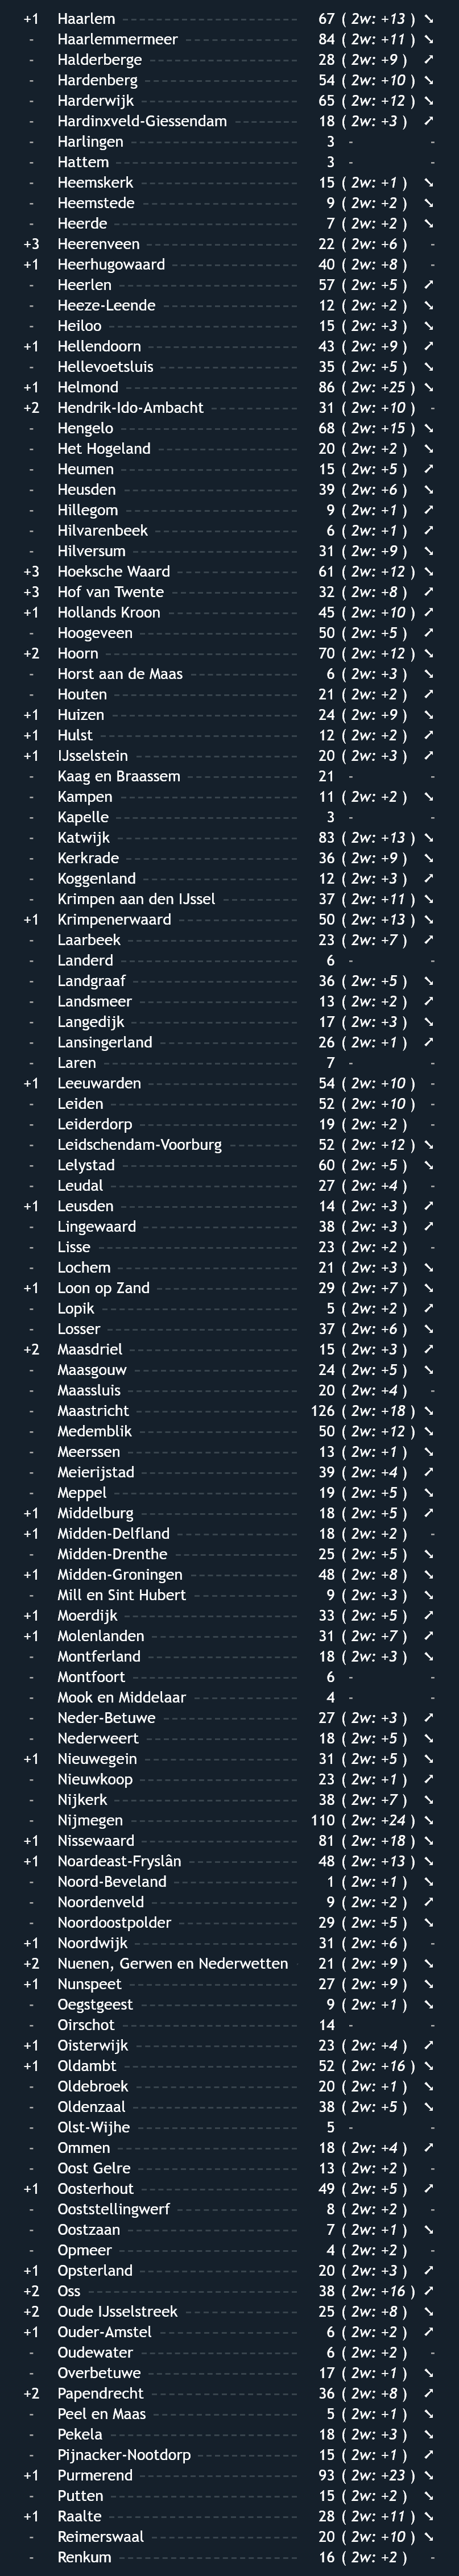 +1 Haarlem 67 ( 2w: +13 ) ↘
- Haarlemmermeer 84 ( 2w: +11 ) ↘
- Halderberge 28 ( 2w: +9 ) ↗
- Hardenberg 54 ( 2w: +10 ) ↘
- Harderwijk 65 ( 2w: +12 ) ↘
- Hardinxveld-Giessendam 18 ( 2w: +3 ) ↗
- Harlingen 3 - -
- Hattem 3 - -
- Heemskerk 15 ( 2w: +1 ) ↘
- Heemstede 9 ( 2w: +2 ) ↘
- Heerde 7 ( 2w: +2 ) ↘
+3 Heerenveen 22 ( 2w: +6 ) -
+1 Heerhugowaard 40 ( 2w: +8 ) -
- Heerlen 57 ( 2w: +5 ) ↗
- Heeze-Leende 12 ( 2w: +2 ) ↘
- Heiloo 15 ( 2w: +3 ) ↘
+1 Hellendoorn 43 ( 2w: +9 ) ↗
- Hellevoetsluis 35 ( 2w: +5 ) ↘
+1 Helmond 86 ( 2w: +25 ) ↘
+2 Hendrik-Ido-Ambacht 31 ( 2w: +10 ) -
- Hengelo 68 ( 2w: +15 ) ↘
- Het Hogeland 20 ( 2w: +2 ) ↘
- Heumen 15 ( 2w: +5 ) ↗
- Heusden 39 ( 2w: +6 ) ↘
- Hillegom 9 ( 2w: +1 ) ↗
- Hilvarenbeek 6 ( 2w: +1 ) ↗
- Hilversum 31 ( 2w: +9 ) ↘
+3 Hoeksche Waard 61 ( 2w: +12 ) ↘
+3 Hof van Twente 32 ( 2w: +8 ) ↗
+1 Hollands Kroon 45 ( 2w: +10 ) ↗
- Hoogeveen 50 ( 2w: +5 ) ↗
+2 Hoorn 70 ( 2w: +12 ) ↘
- Horst aan de Maas 6 ( 2w: +3 ) ↘
- Houten 21 ( 2w: +2 ) ↗
+1 Huizen 24 ( 2w: +9 ) ↘
+1 Hulst 12 ( 2w: +2 ) ↗
+1 IJsselstein 20 ( 2w: +3 ) ↗
- Kaag en Braassem 21 - -
- Kampen 11 ( 2w: +2 ) ↘
- Kapelle 3 - -
- Katwijk 83 ( 2w: +13 ) ↘
- Kerkrade 36 ( 2w: +9 ) ↘
- Koggenland 12 ( 2w: +3 ) ↗
- Krimpen aan den IJssel 37 ( 2w: +11 ) ↘
+1 Krimpenerwaard 50 ( 2w: +13 ) ↘
- Laarbeek 23 ( 2w: +7 ) ↗
- Landerd 6 - -
- Landgraaf 36 ( 2w: +5 ) ↘
- Landsmeer 13 ( 2w: +2 ) ↗
- Langedijk 17 ( 2w: +3 ) ↘
- Lansingerland 26 ( 2w: +1 ) ↗
- Laren 7 - -
+1 Leeuwarden 54 ( 2w: +10 ) -
- Leiden 52 ( 2w: +10 ) -
- Leiderdorp 19 ( 2w: +2 ) -
- Leidschendam-Voorburg 52 ( 2w: +12 ) ↘
- Lelystad 60 ( 2w: +5 ) ↘
- Leudal 27 ( 2w: +4 ) -
+1 Leusden 14 ( 2w: +3 ) ↗
- Lingewaard 38 ( 2w: +3 ) ↗
- Lisse 23 ( 2w: +2 ) -
- Lochem 21 ( 2w: +3 ) ↘
+1 Loon op Zand 29 ( 2w: +7 ) ↘
- Lopik 5 ( 2w: +2 ) ↗
- Losser 37 ( 2w: +6 ) ↘
+2 Maasdriel 15 ( 2w: +3 ) ↗
- Maasgouw 24 ( 2w: +5 ) ↘
- Maassluis 20 ( 2w: +4 ) -
- Maastricht 126 ( 2w: +18 ) ↘
- Medemblik 50 ( 2w: +12 ) ↘
- Meerssen 13 ( 2w: +1 ) ↘
- Meierijstad 39 ( 2w: +4 ) ↗
- Meppel 19 ( 2w: +5 ) ↘
+1 Middelburg 18 ( 2w: +5 ) ↗
+1 Midden-Delfland 18 ( 2w: +2 ) -
- Midden-Drenthe 25 ( 2w: +5 ) ↘
+1 Midden-Groningen 48 ( 2w: +8 ) ↘
- Mill en Sint Hubert 9 ( 2w: +3 ) ↘
+1 Moerdijk 33 ( 2w: +5 ) ↗
+1 Molenlanden 31 ( 2w: +7 ) ↗
- Montferland 18 ( 2w: +3 ) ↘
- Montfoort 6 - -
- Mook en Middelaar 4 - -
- Neder-Betuwe 27 ( 2w: +3 ) ↗
- Nederweert 18 ( 2w: +5 ) ↘
+1 Nieuwegein 31 ( 2w: +5 ) ↘
- Nieuwkoop 23 ( 2w: +1 ) ↗
- Nijkerk 38 ( 2w: +7 ) ↘
- Nijmegen 110 ( 2w: +24 ) ↘
+1 Nissewaard 81 ( 2w: +18 ) ↘
+1 Noardeast-Fryslân 48 ( 2w: +13 ) ↘
- Noord-Beveland 1 ( 2w: +1 ) ↘
- Noordenveld 9 ( 2w: +2 ) ↗
- Noordoostpolder 29 ( 2w: +5 ) ↘
+1 Noordwijk 31 ( 2w: +6 ) -
+2 Nuenen, Gerwen en Nederwetten 21 ( 2w: +9 ) ↘
+1 Nunspeet 27 ( 2w: +9 ) ↘
- Oegstgeest 9 ( 2w: +1 ) ↘
- Oirschot 14 - -
+1 Oisterwijk 23 ( 2w: +4 ) ↗
+1 Oldambt 52 ( 2w: +16 ) ↘
- Oldebroek 20 ( 2w: +1 ) ↘
- Oldenzaal 38 ( 2w: +5 ) ↘
- Olst-Wijhe 5 - -
- Ommen 18 ( 2w: +4 ) ↗
- Oost Gelre 13 ( 2w: +2 ) -
+1 Oosterhout 49 ( 2w: +5 ) ↗
- Ooststellingwerf 8 ( 2w: +2 ) -
- Oostzaan 7 ( 2w: +1 ) ↘
- Opmeer 4 ( 2w: +2 ) -
+1 Opsterland 20 ( 2w: +3 ) ↗
+2 Oss 38 ( 2w: +16 ) ↗
+2 Oude IJsselstreek 25 ( 2w: +8 ) ↘
+1 Ouder-Amstel 6 ( 2w: +2 ) ↗
- Oudewater 6 ( 2w: +2 ) -
- Overbetuwe 17 ( 2w: +1 ) ↘
+2 Papendrecht 36 ( 2w: +8 ) ↗
- Peel en Maas 5 ( 2w: +1 ) ↘
- Pekela 18 ( 2w: +3 ) ↘
- Pijnacker-Nootdorp 15 ( 2w: +1 ) ↗
+1 Purmerend 93 ( 2w: +23 ) ↘
- Putten 15 ( 2w: +2 ) ↘
+1 Raalte 28 ( 2w: +11 ) ↘
- Reimerswaal 20 ( 2w: +10 ) ↘
- Renkum 16 ( 2w: +2 ) -